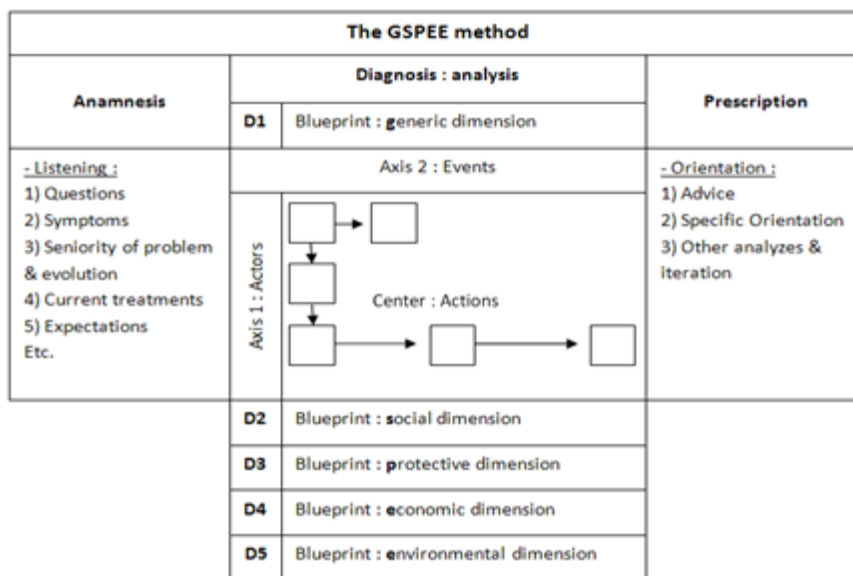 The GSPEE method
Anamnesis
Diagnosis : analysis
D1 Blueprint : generic dimension
Prescription
- Listening :
1) Questions
2) Symptoms
3) Seniority of problem
& evolution
4) Current treatments
5) Expectations
Etc.
Axis 2 : Events
Axis 1 : Actors
Center : Actions
- Orientation :
1) Advice
2) Specific Orientation
3) Other analyzes &
iteration
D2 Blueprint : social dimension
D3 Blueprint : protective dimension
D4 Blueprint : economic dimension
D5 Blueprint : environmental dimension